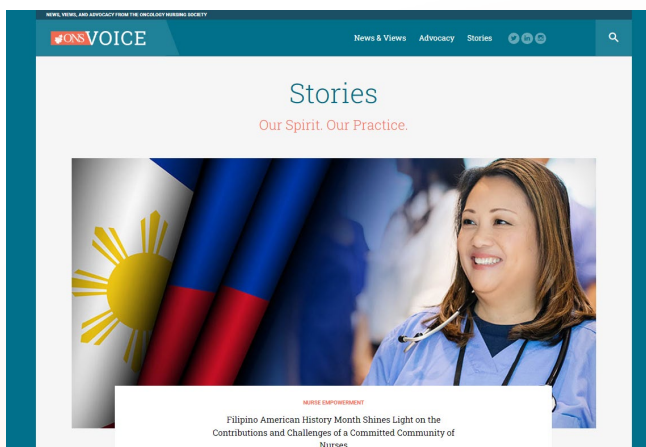 NEWS, VIEWS, AND ADVOCACY FROM THE ONCOLOGY NURSING SOCIETY
ONS VOICE
News & Views Advocacy Stories
Stories
Our Spirit. Our Practice.
NURSE EMPOWERMENT
Filipino American History Month Shines Light on the
Contributions and Challenges of a Committed Community of
Nurses